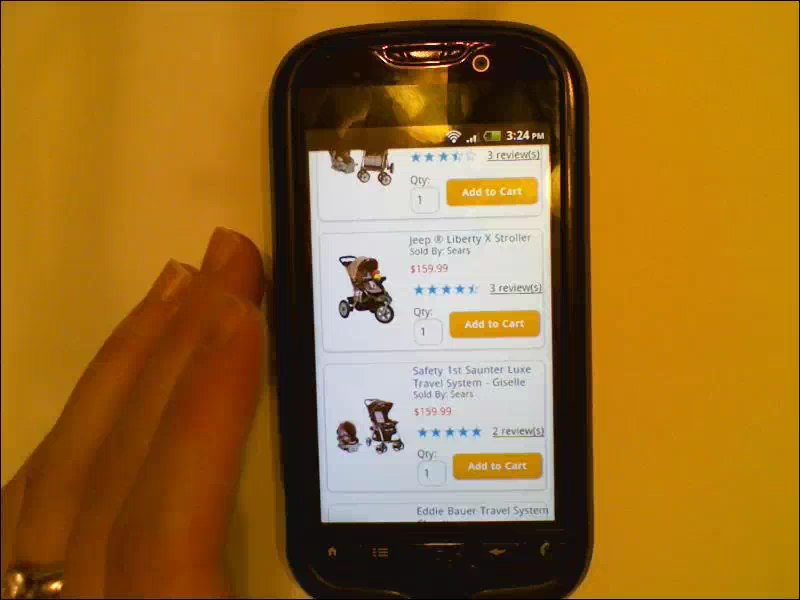 3:24 PM
3 review(s)
Qty:
1
Add to Cart
Jeep ® Liberty X Stroller
Sold By: Sears
$159.99
3 review(s)
Qty:
1
Add to Cart
Safety 1st Saunter Luxe
Travel System - Giselle
Sold By: Sears
$159.99
2 review(s)
Qty:
1
Add to Cart
Eddie Bauer Travel System